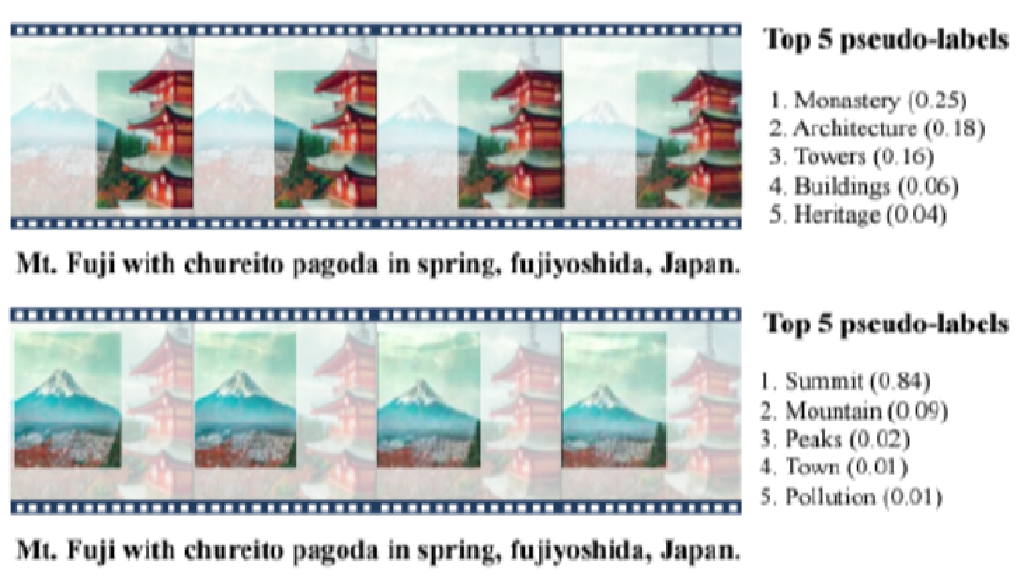 Top 5 pseudo-labels
1. Monastery (0.25)
2. Architecture (0.18)
3. Towers (0.16)
4. Buildings (0.06)
5. Heritage (0.04)
Mt. Fuji with chureito pagoda in spring, fujiyoshida, Japan.
Top 5 pseudo-labels
1. Summit (0.84)
2. Mountain (0.09)
3. Peaks (0.02)
4. Town (0.01)
5. Pollution (0.01)
Mt. Fuji with chureito pagoda in spring, fujiyoshida, Japan.